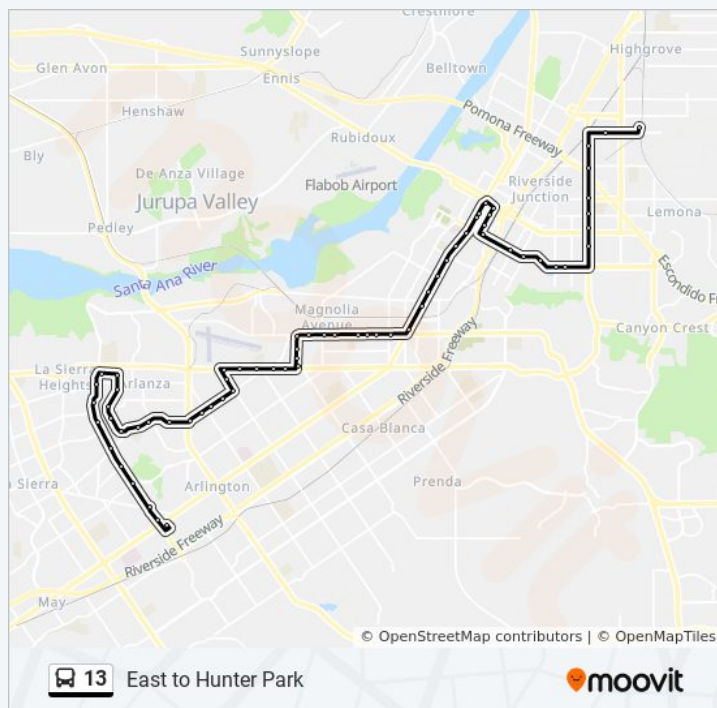 Crestmore
Sunnyslope
Highgrove
Glen Avon
Ennis
Belltown
Henshaw
Pomona Freeway
Rubidoux
Bly
De Anza Village
Flabob Airport
Riverside
Junction
Jurupa Valley
Lemona
Pedley
Santa Ana River
Escondido Fr
Magnolia
Avenue
Canyon Crest
La Sierra
Heights
Arlanza
Riverside Freeway
Casa Blanca
a Sierra
Arlington
Prenda
Riverside Freeway
May
© OpenStreetMap contributors | © OpenMapTiles
13 East to Hunter Park
moovit